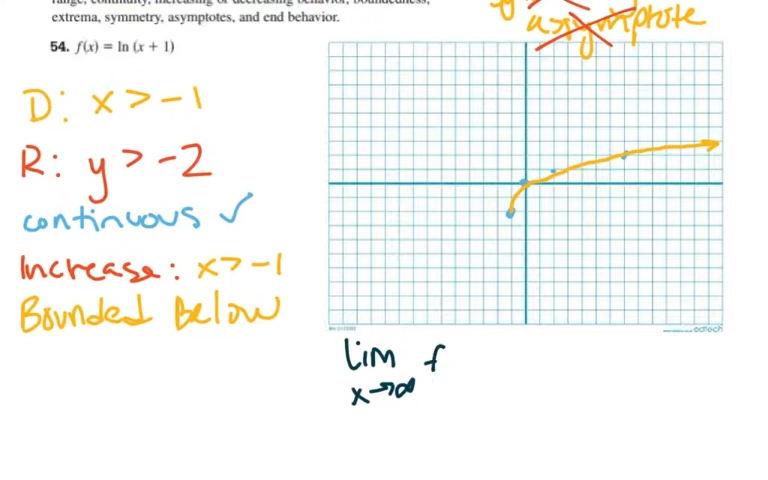 range, continuity, increasing or decreasing behavior, boundedness,
extrema, symmetry, asymptotes, and end behavior.
54. f(x) = ln (x + 1)
asymptote
D: x > -1
R: y > -2
continuous ✓
Increase: x > -1
Bounded Below
edtech
lim f
x→∞